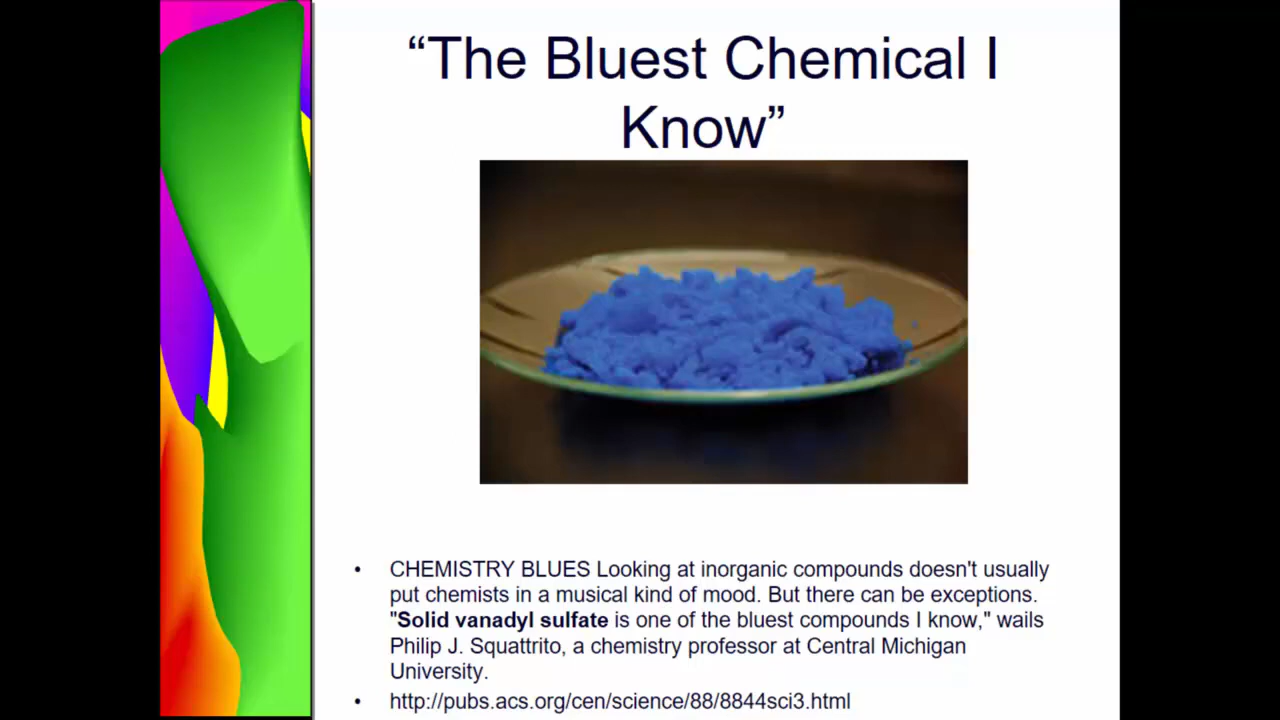 “The Bluest Chemical I
Know”
• CHEMISTRY BLUES Looking at inorganic compounds doesn't usually
put chemists in a musical kind of mood. But there can be exceptions.
"Solid vanadyl sulfate is one of the bluest compounds I know," wails
Philip J. Squattrito, a chemistry professor at Central Michigan
University.
• http://pubs.acs.org/cen/science/88/8844sci3.html